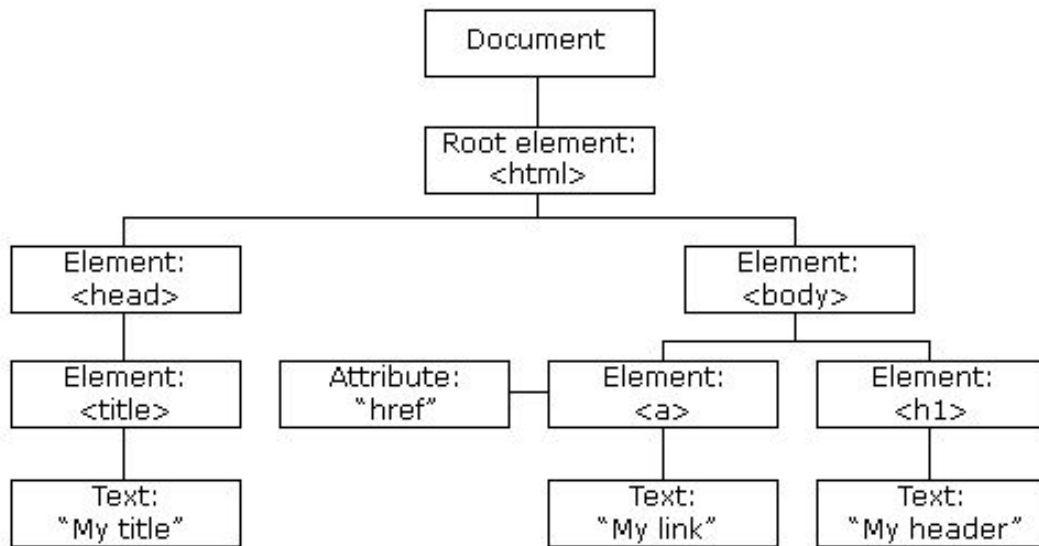 Document
Root element:
<html>
Element:
<head>
Element:
<body>
Element:
<title>
Attribute:
“href”
Element:
<a>
Element:
<h1>
Text:
“My title”
Text:
“My link”
Text:
“My header”